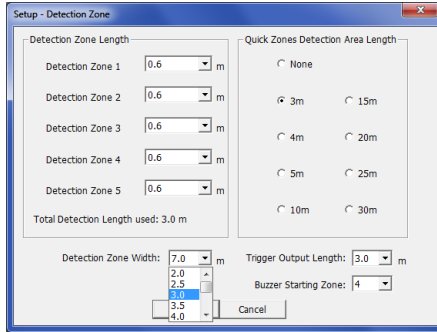 Setup - Detection Zone
Detection Zone Length
Detection Zone 1 0.6 m
Detection Zone 2 0.6 m
Detection Zone 3 0.6 m
Detection Zone 4 0.6 m
Detection Zone 5 0.6 m
Total Detection Length used: 3.0 m
Quick Zones Detection Area Length
None
3m 15m
4m 20m
5m 25m
10m 30m
Detection Zone Width: 7.0 m
2.0
2.5
3.0
3.5
4.0
Trigger Output Length: 3.0 m
Buzzer Starting Zone: 4
Cancel